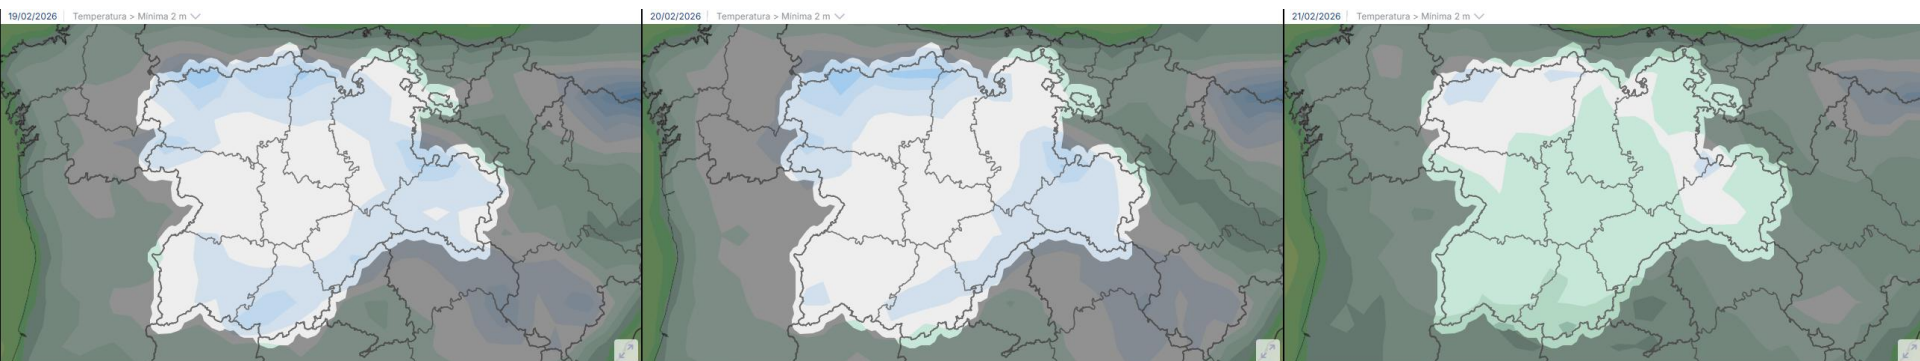 19/02/2026 Temperatura > Mínima 2 m
20/02/2026 Temperatura > Mínima 2 m
21/02/2026 Temperatura > Mínima 2 m